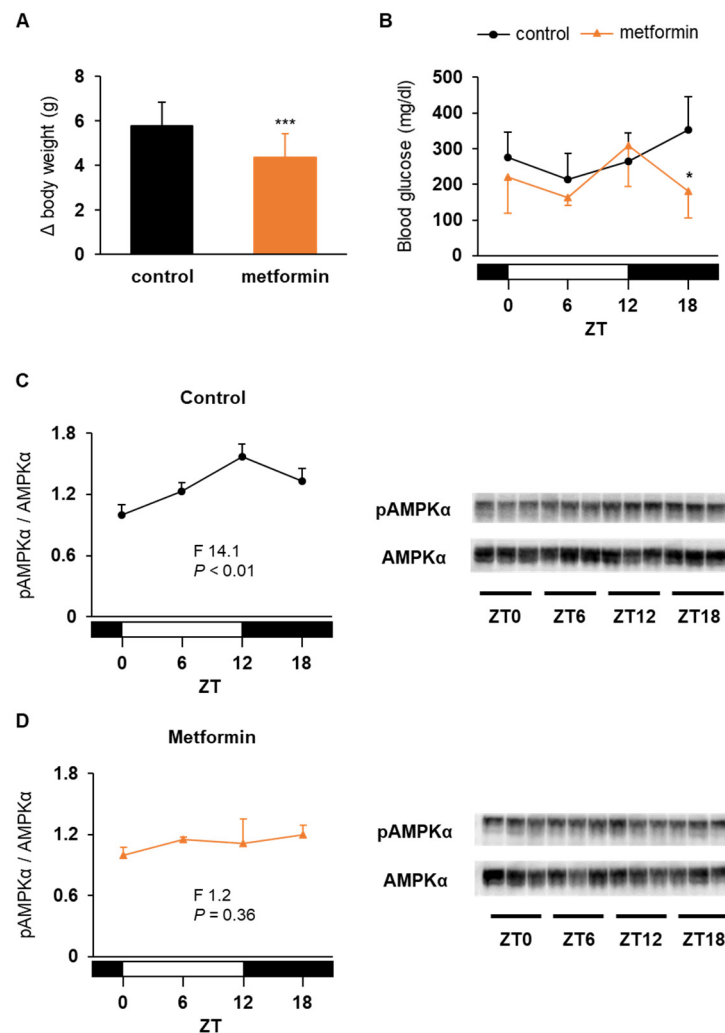 A
Δ body weight (g)
8
6
4
2
0
***
control
metformin
B
control
metformin
Blood glucose (mg/dl)
500
400
300
200
100
0
*
0
6
12
18
ZT
C
Control
pAMPKα / AMPKα
1.8
1.2
0.6
0
F 14.1
P < 0.01
0
6
12
18
ZT
pAMPKα
AMPKα
ZT0
ZT6
ZT12
ZT18
D
Metformin
pAMPKα / AMPKα
1.8
1.2
0.6
0
F 1.2
P = 0.36
0
6
12
18
ZT
pAMPKα
AMPKα
ZT0
ZT6
ZT12
ZT18